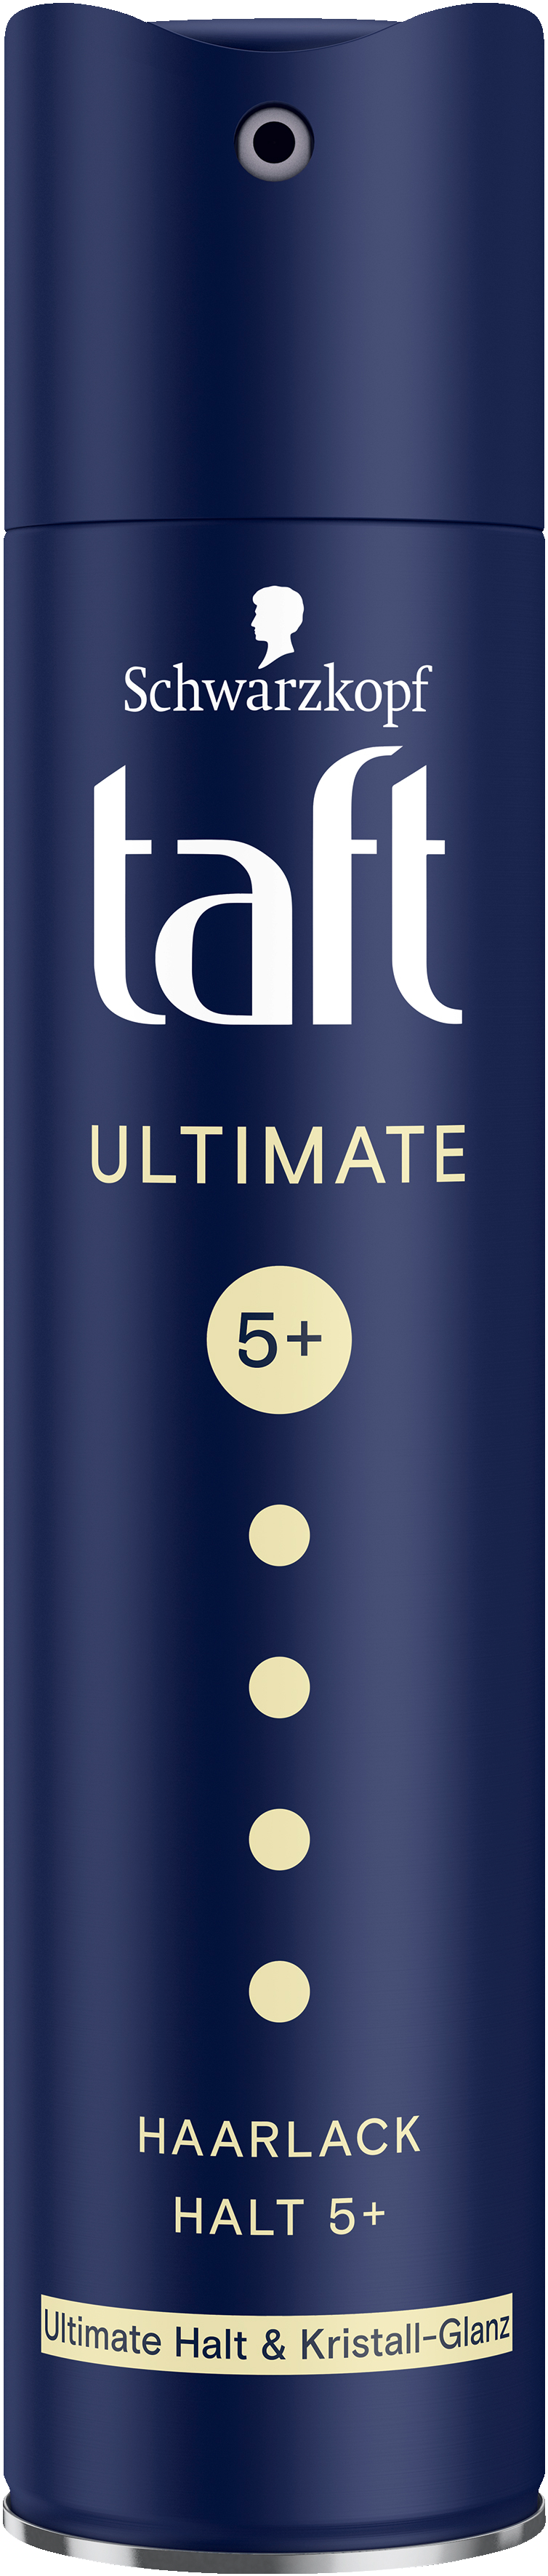 Schwarzkopf
taft
ULTIMATE
5+
HAARLACK
HALT 5+
Ultimate Halt & Kristall-Glanz